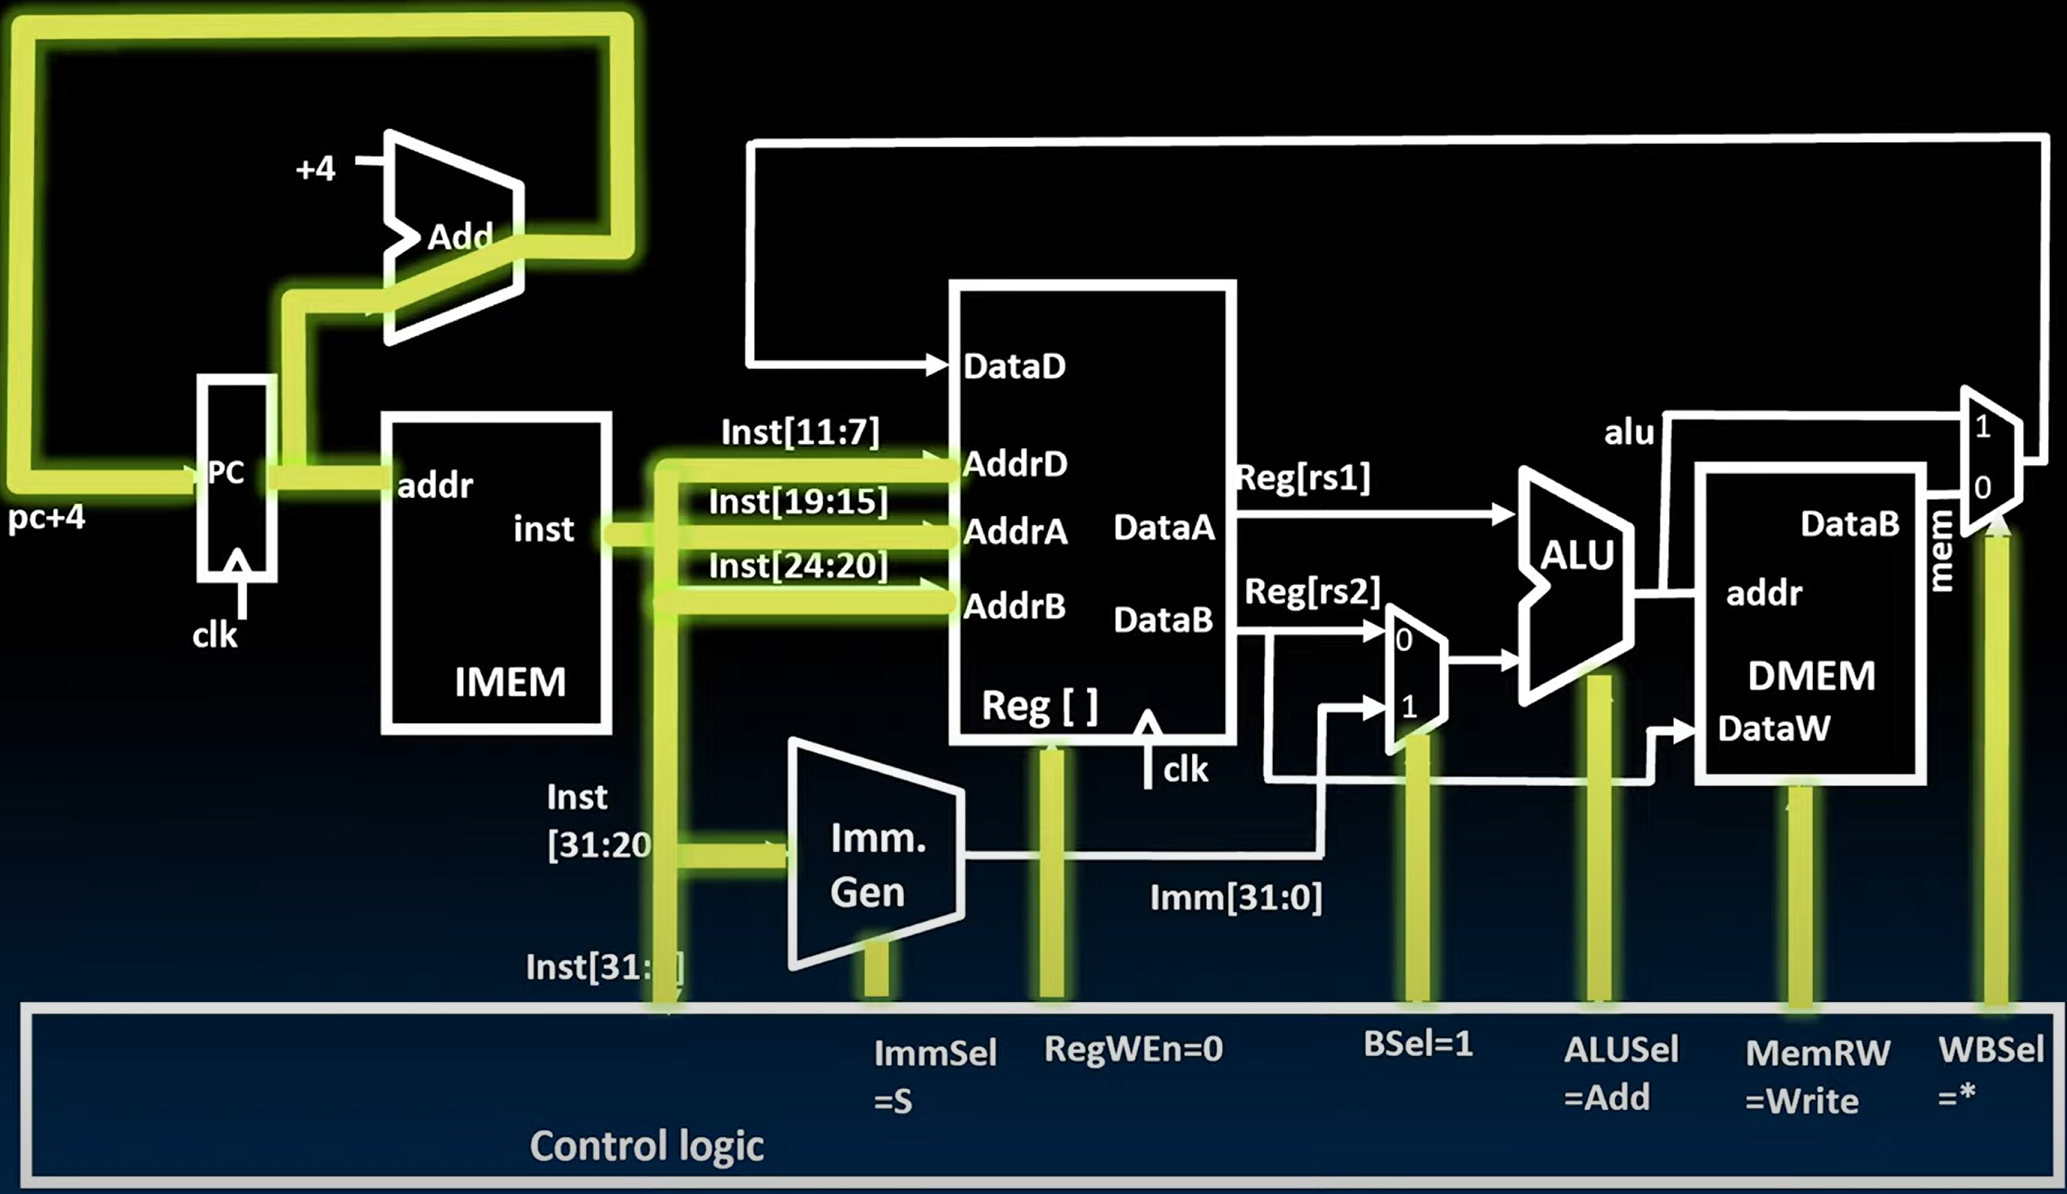 +4
Add
DataD
Inst[11:7]
AddrD
alu
1
PC
addr
Inst[19:15]
Reg[rs1]
0
pc+4
inst
AddrA
DataA
DataB
mem
Inst[24:20]
ALU
AddrB
Reg[rs2]
addr
clk
DataB
0
IMEM
Reg [ ]
1
DMEM
DataW
clk
Inst
[31:20
Imm.
Gen
Imm[31:0]
Inst[31: ]
ImmSel
=S
RegWEn=0
BSel=1
ALUSel
=Add
MemRW
=Write
WBSel
=*
Control logic